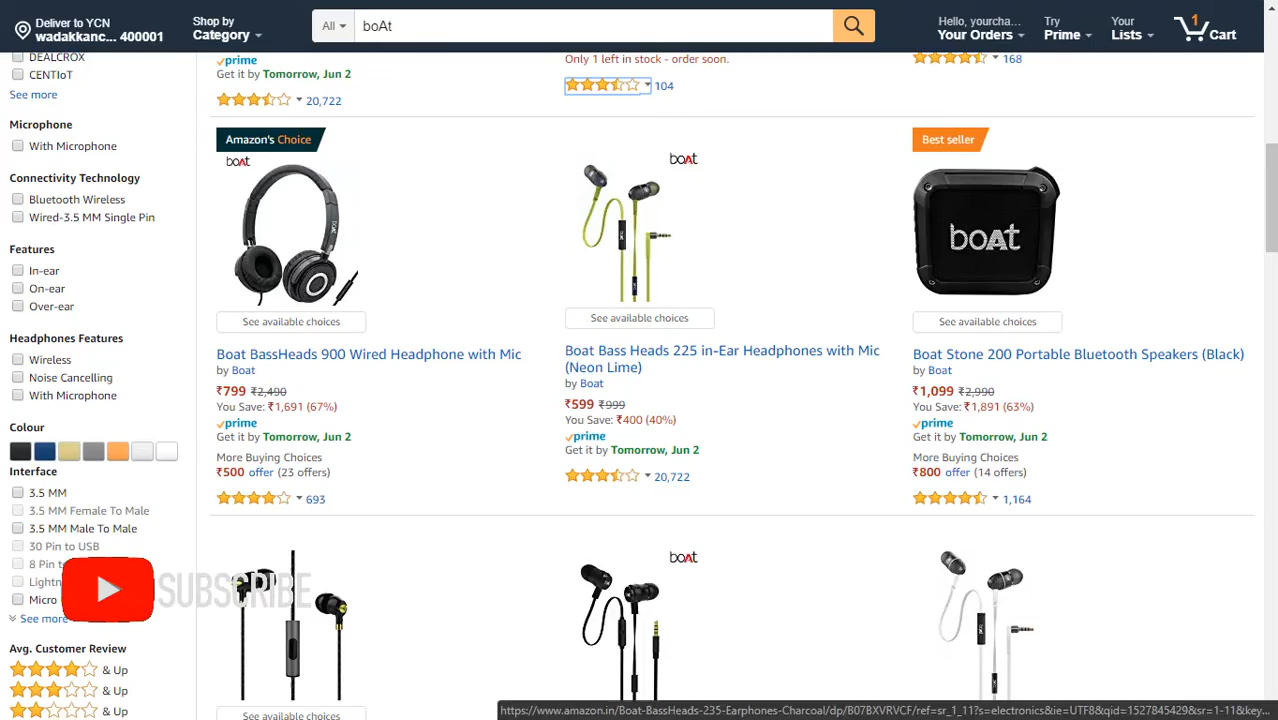 Deliver to YCN
wadakkanc... 400001
Shop by
Category
All
boAt
Hello, yourcha...
Your Orders
Try
Prime
Your
Lists
1
Cart
DEALCROX
CENTIoT
See more
Microphone
With Microphone
Connectivity Technology
Bluetooth Wireless
Wired-3.5 MM Single Pin
Features
In-ear
On-ear
Over-ear
Headphones Features
Wireless
Noise Cancelling
With Microphone
Colour
Interface
3.5 MM
3.5 MM Female To Male
3.5 MM Male To Male
30 Pin to USB
8 Pin to
Lightn
Micro
See more
Avg. Customer Review
& Up
& Up
& Up
prime
Get it by Tomorrow, Jun 2
20,722
Only 1 left in stock - order soon.
104
168
Amazon's Choice
boAt
boAt
See available choices
Boat BassHeads 900 Wired Headphone with Mic
by Boat
₹799 ₹2,490
You Save: ₹1,691 (67%)
prime
Get it by Tomorrow, Jun 2
More Buying Choices
₹500 offer (23 offers)
693
boAt
See available choices
Boat Bass Heads 225 in-Ear Headphones with Mic
(Neon Lime)
by Boat
₹599 ₹999
You Save: ₹400 (40%)
prime
Get it by Tomorrow, Jun 2
20,722
Best seller
boAt
See available choices
Boat Stone 200 Portable Bluetooth Speakers (Black)
by Boat
₹1,099 ₹2,990
You Save: ₹1,891 (63%)
prime
Get it by Tomorrow, Jun 2
More Buying Choices
₹800 offer (14 offers)
1,164
boAt
SUBSCRIBE
See available choices
https://www.amazon.in/Boat-BassHeads-235-Earphones-Charcoal/dp/B07BXVRVCF/ref=sr_1_11?s=electronics&ie=UTF8&qid=1527845429&sr=1-11&key...